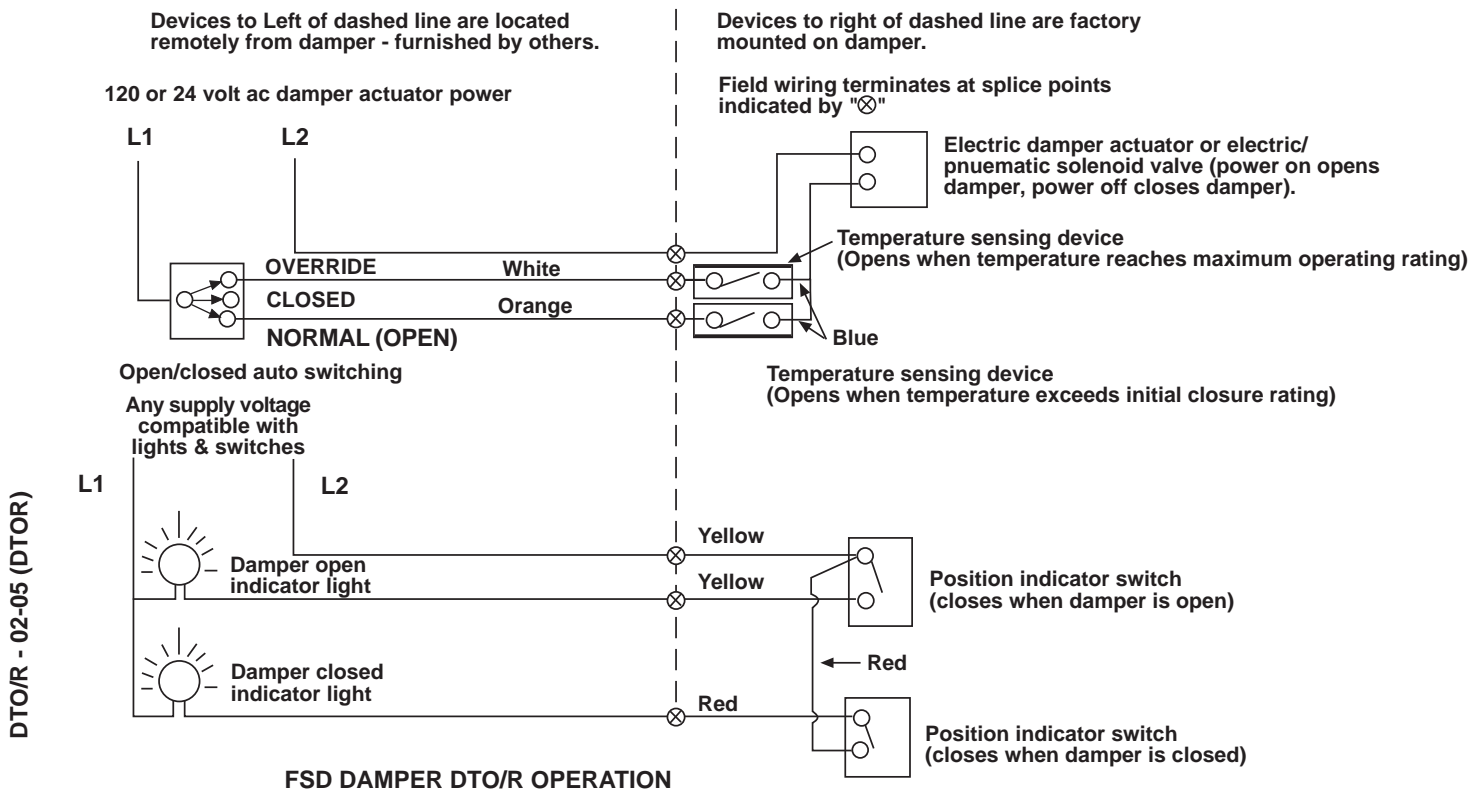 Devices to Left of dashed line are located
remotely from damper - furnished by others.
Devices to right of dashed line are factory
mounted on damper.
120 or 24 volt ac damper actuator power
Field wiring terminates at splice points
indicated by "⊗"
L1
L2
Electric damper actuator or electric/
pnuematic solenoid valve (power on opens
damper, power off closes damper).
Temperature sensing device
(Opens when temperature reaches maximum operating rating)
OVERRIDE
White
CLOSED
Orange
NORMAL (OPEN)
Blue
Open/closed auto switching
Temperature sensing device
(Opens when temperature exceeds initial closure rating)
Any supply voltage
compatible with
lights & switches
L1
L2
DTO/R - 02-05 (DTOR)
Yellow
Damper open
indicator light
Yellow
Position indicator switch
(closes when damper is open)
Red
Damper closed
indicator light
Red
Position indicator switch
(closes when damper is closed)
FSD DAMPER DTO/R OPERATION